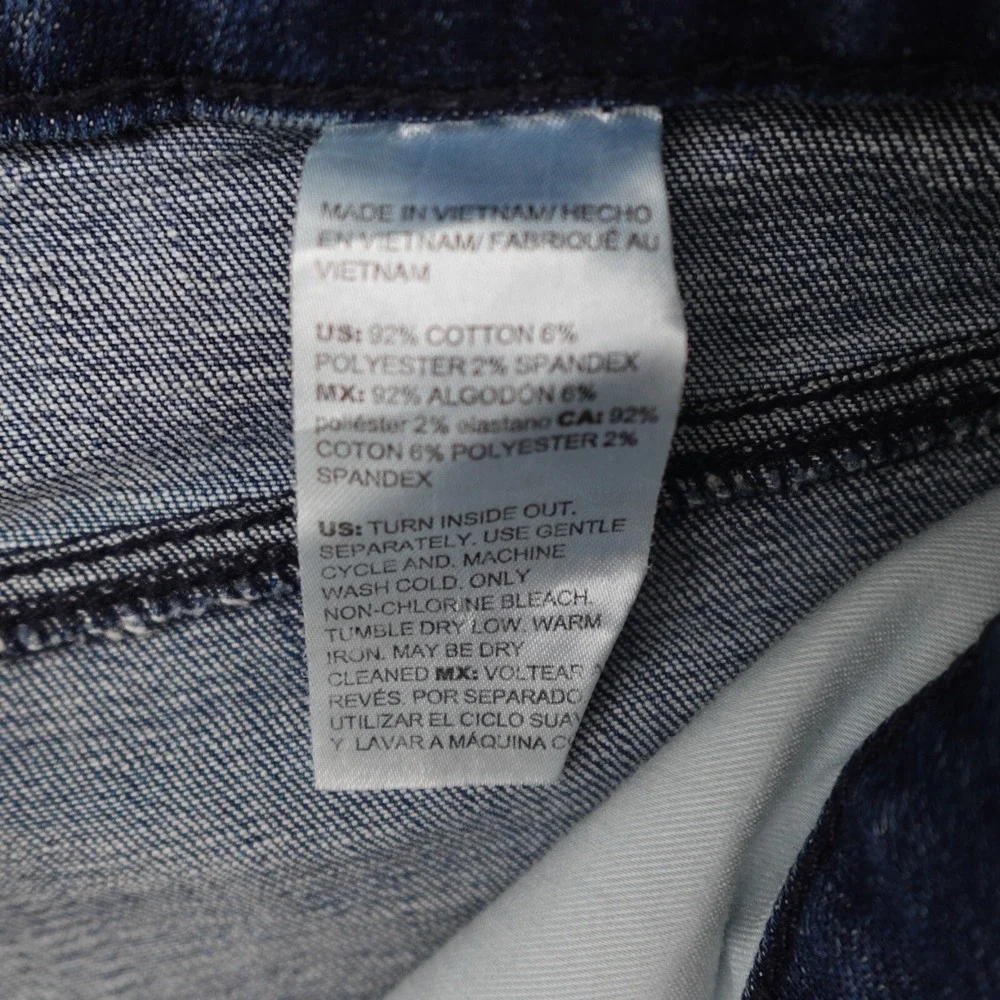 MADE IN VIETNAM/ HECHO
EN VIETNAM/ FABRIQUÉ AU
VIETNAM
US: 92% COTTON 6%
POLYESTER 2% SPANDEX
MX: 92% ALGODÓN 6%
poliéster 2% elastano CA: 92%
COTON 6% POLYESTER 2%
SPANDEX
US: TURN INSIDE OUT.
SEPARATELY. USE GENTLE
CYCLE AND. MACHINE
WASH COLD. ONLY
NON-CHLORINE BLEACH.
TUMBLE DRY LOW. WARM
IRON. MAY BE DRY
CLEANED MX: VOLTEAR
REVÉS. POR SEPARADO
UTILIZAR EL CICLO
Y LAVAR A MÁQUINA